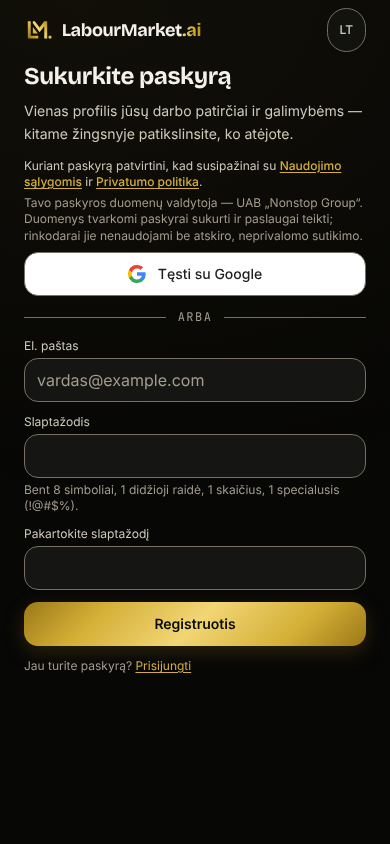 LM. LabourMarket.ai
LT
Sukurkite paskyrą
Vienas profilis jūsų darbo patirčiai ir galimybėms —
kitame žingsnyje patikslinsite, ko atėjote.
Kuriant paskyrą patvirtini, kad susipažinai su Naudojimo
sąlygomis ir Privatumo politika.
Tavo paskyros duomenų valdytoja — UAB „Nonstop Group“.
Duomenys tvarkomi paskyrai sukurti ir paslaugai teikti;
rinkodarai jie nenaudojami be atskiro, neprivalomo sutikimo.
Tęsti su Google
ARBA
El. paštas
vardas@example.com
Slaptažodis
Bent 8 simboliai, 1 didžioji raidė, 1 skaičius, 1 specialusis
(!@#$%).
Pakartokite slaptažodį
Registruotis
Jau turite paskyrą? Prisijungti